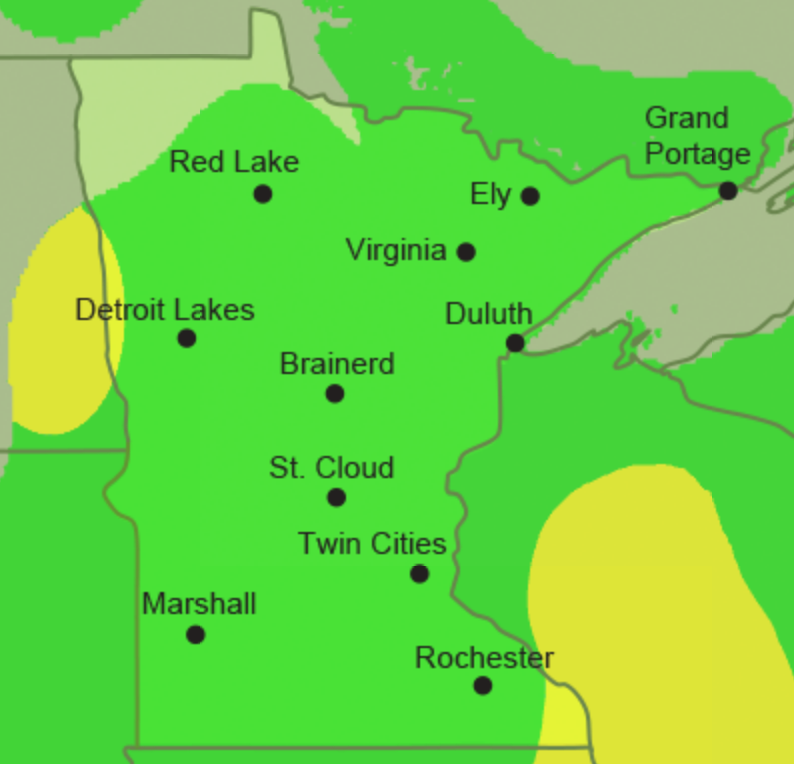 Grand
Portage
Red Lake
Ely
Virginia
Detroit Lakes
Duluth
Brainerd
St. Cloud
Twin Cities
Marshall
Rochester